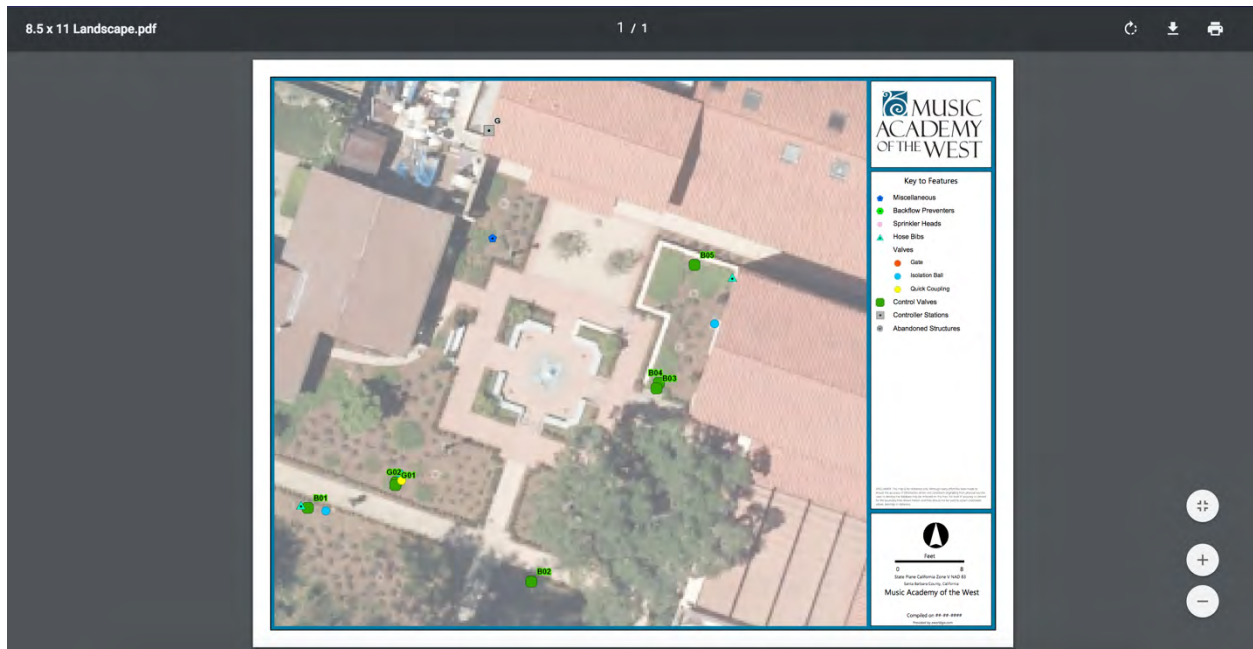 8.5 x 11 Landscape.pdf
1 / 1
G
B05
B04
B03
G02
G01
B01
B02
MUSIC
ACADEMY
OF THE WEST
Key to Features
Miscellaneous
Backflow Preventers
Sprinkler Heads
Hose Bibs
Valves
Gate
Isolation Ball
Quick Coupling
Control Valves
Controller Stations
Abandoned Structures
Feet
0 8
State Plane California Zone V NAD 83
Santa Barbara County, California
Music Academy of the West
Compiled on ##-##-####